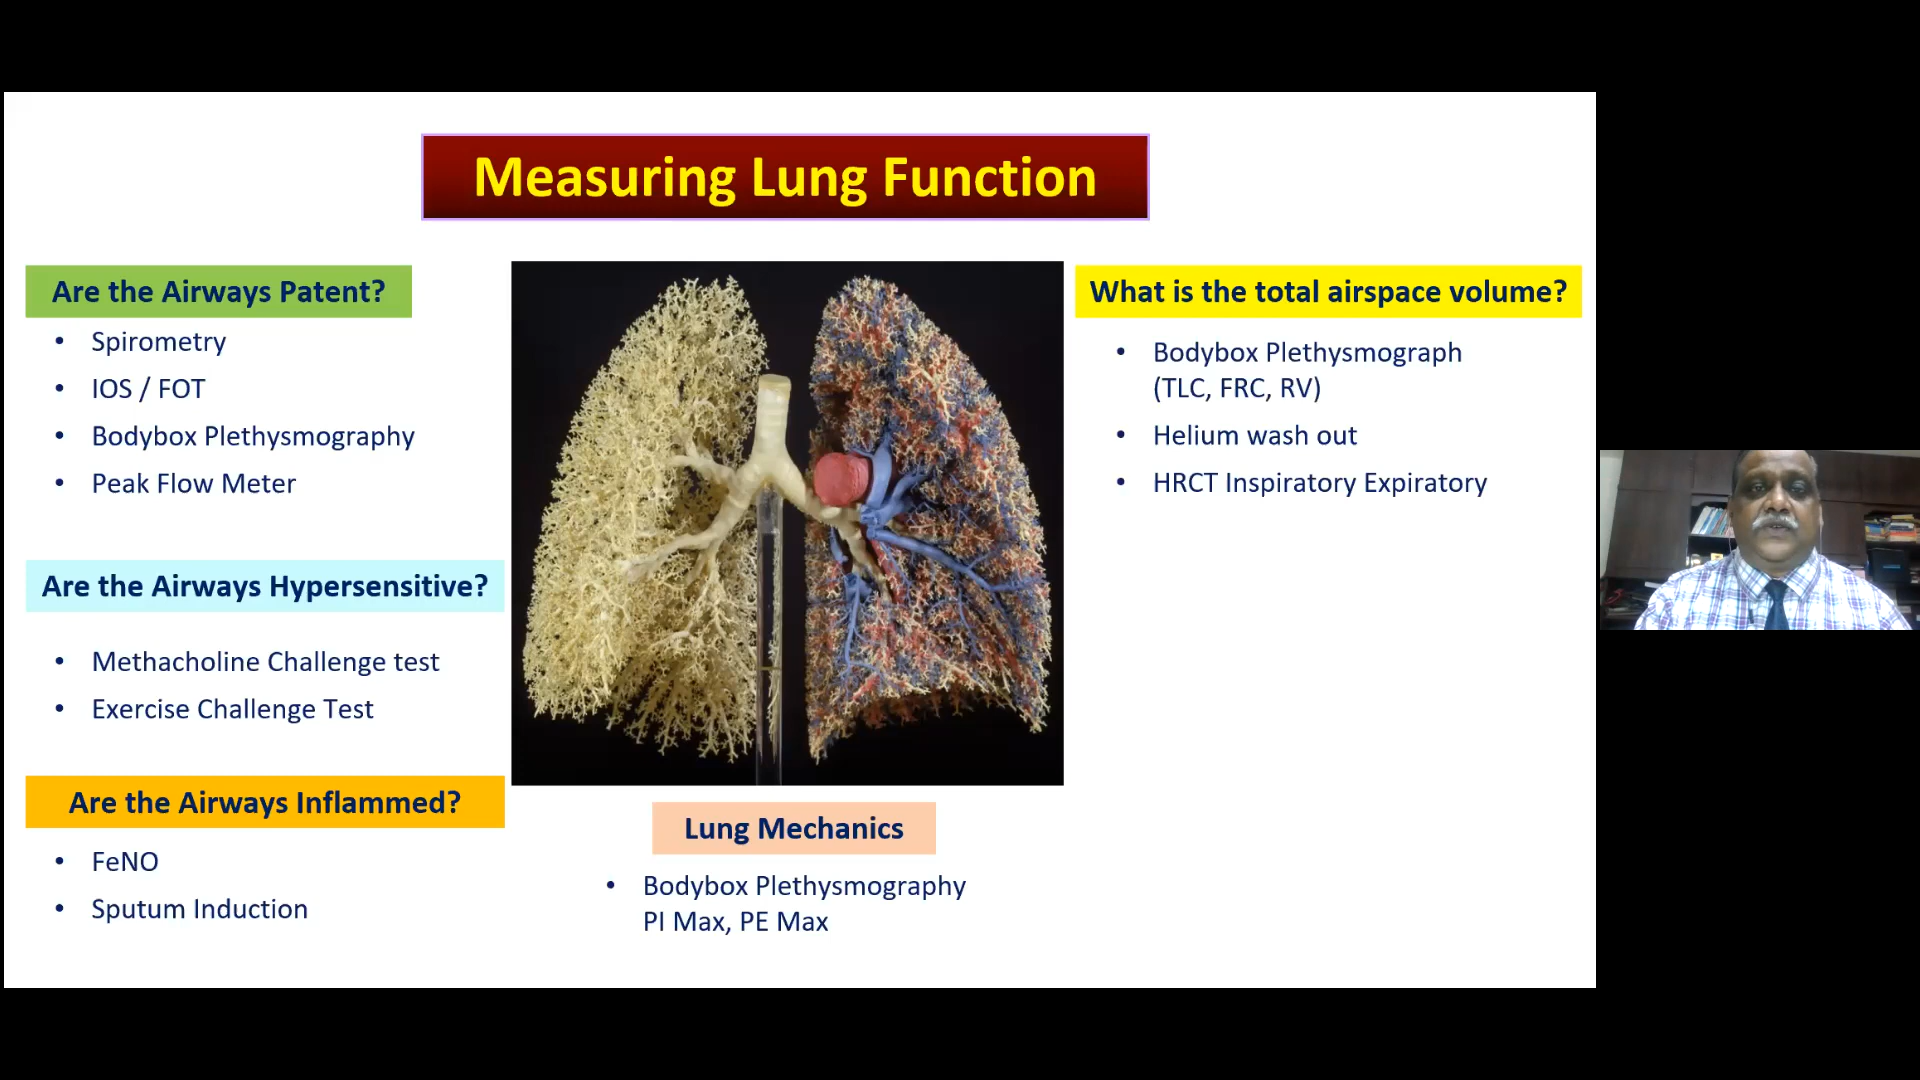 Measuring Lung Function
Are the Airways Patent?
• Spirometry
• IOS / FOT
• Bodybox Plethysmography
• Peak Flow Meter
Are the Airways Hypersensitive?
• Methacholine Challenge test
• Exercise Challenge Test
Are the Airways Inflammed?
• FeNO
• Sputum Induction
Lung Mechanics
• Bodybox Plethysmography
PI Max, PE Max
What is the total airspace volume?
• Bodybox Plethysmograph
(TLC, FRC, RV)
• Helium wash out
• HRCT Inspiratory Expiratory